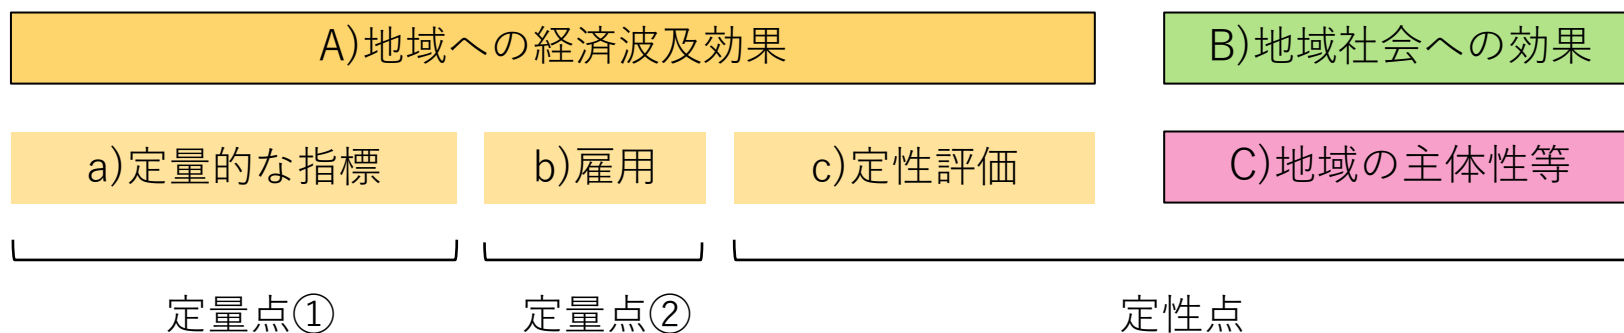 A)地域への経済波及効果
B)地域社会への効果
a)定量的な指標
b)雇用
c)定性評価
C)地域の主体性等
定量点①
定量点②
定性点